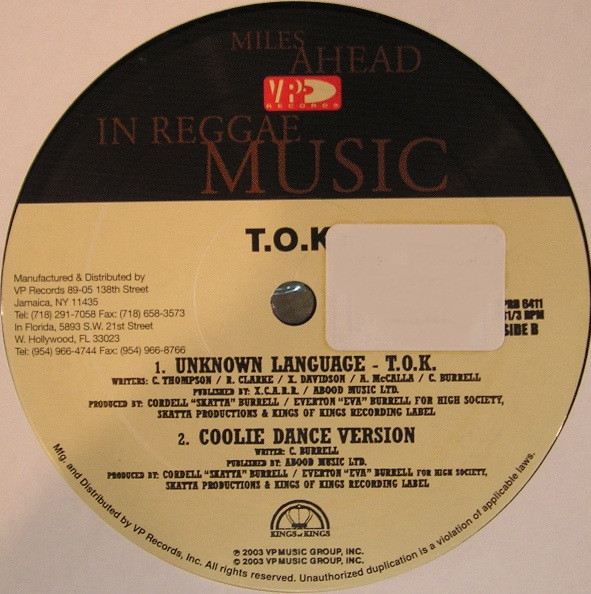 MILES
AHEAD
VP
RECORDS
IN REGGAE
MUSIC
T.O.K
Manufactured & Distributed by
VP Records 89-05 138th Street
Jamaica, NY 11435
Tel: (718) 291-7058 Fax: (718) 658-3573
In Florida, 5893 S.W. 21st Street
W. Hollywood, FL 33023
Tel: (954) 966-4744 Fax: (954) 966-8766
6411
1/3 RPM
SIDE B
1. UNKNOWN LANGUAGE - T.O.K.
WRITERS: C. THOMPSON / R. CLARKE / X. DAVIDSON / A. McCALLA / C. BURRELL
PUBLISHED BY: X.C.A.R.R. / ABOOD MUSIC LTD.
PRODUCED BY: CORDELL "SKATTA" BURRELL / EVERTON "EVA" BURRELL FOR HIGH SOCIETY,
SKATTA PRODUCTIONS & KINGS OF KINGS RECORDING LABEL
2. COOLIE DANCE VERSION
WRITER: C. BURRELL
PUBLISHED BY: ABOOD MUSIC LTD.
PRODUCED BY: CORDELL "SKATTA" BURRELL / EVERTON "EVA" BURRELL FOR HIGH SOCIETY,
SKATTA PRODUCTIONS & KINGS OF KINGS RECORDING LABEL
KINGS of KINGS
℗ 2003 VP MUSIC GROUP, INC.
© 2003 VP MUSIC GROUP, INC.
Mfg. and Distributed by VP Records, Inc. All rights reserved. Unauthorized duplication is a violation of applicable laws.